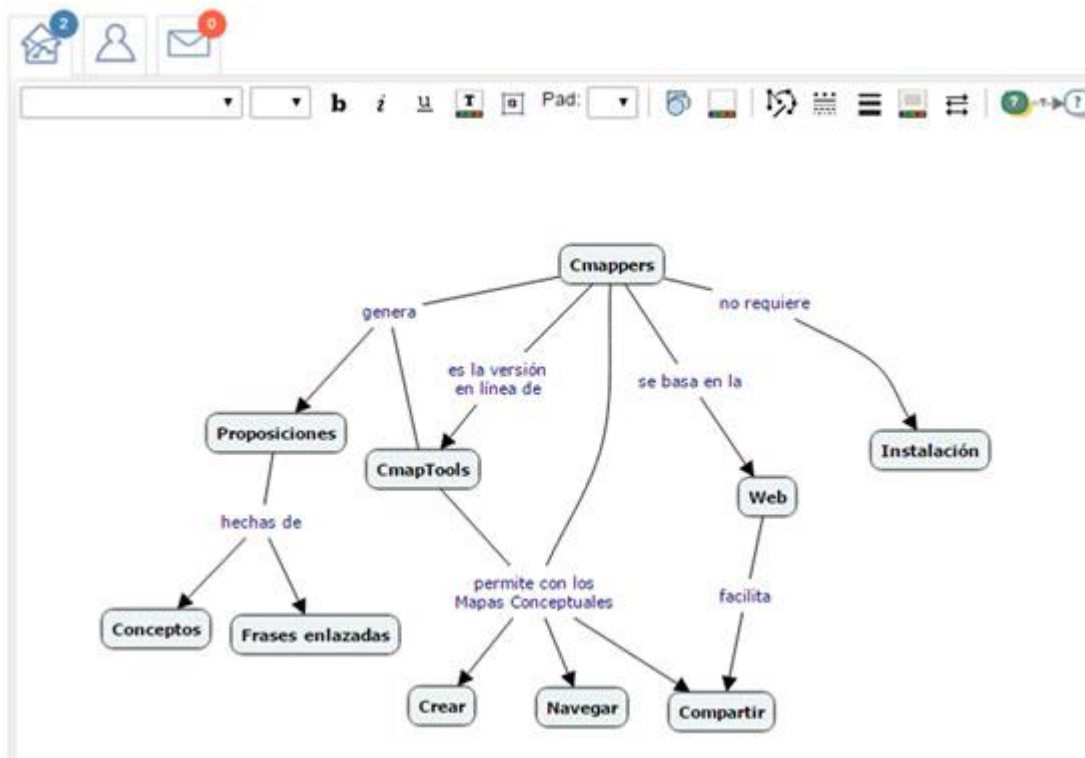 2
0
b i u T a Pad:
Cmappers
genera
no requiere
es la versión
en línea de
se basa en la
Proposiciones
CmapTools
Instalación
Web
hechas de
permite con los
Mapas Conceptuales
facilita
Conceptos
Frases enlazadas
Crear
Navegar
Compartir